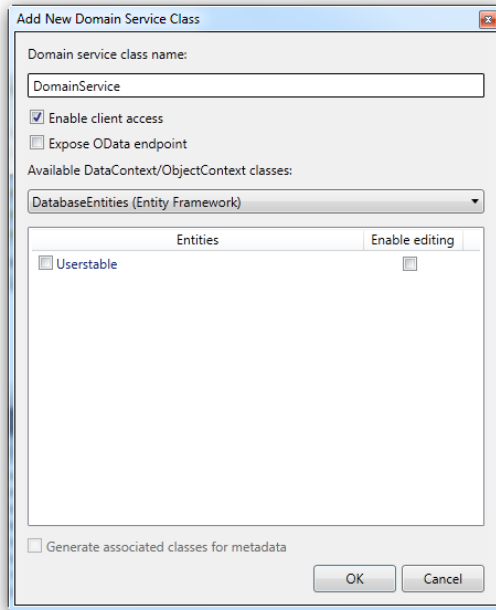 Add New Domain Service Class
Domain service class name:
DomainService
Enable client access
Expose OData endpoint
Available DataContext/ObjectContext classes:
DatabaseEntities (Entity Framework)
Entities Enable editing
Userstable
Generate associated classes for metadata
OK Cancel